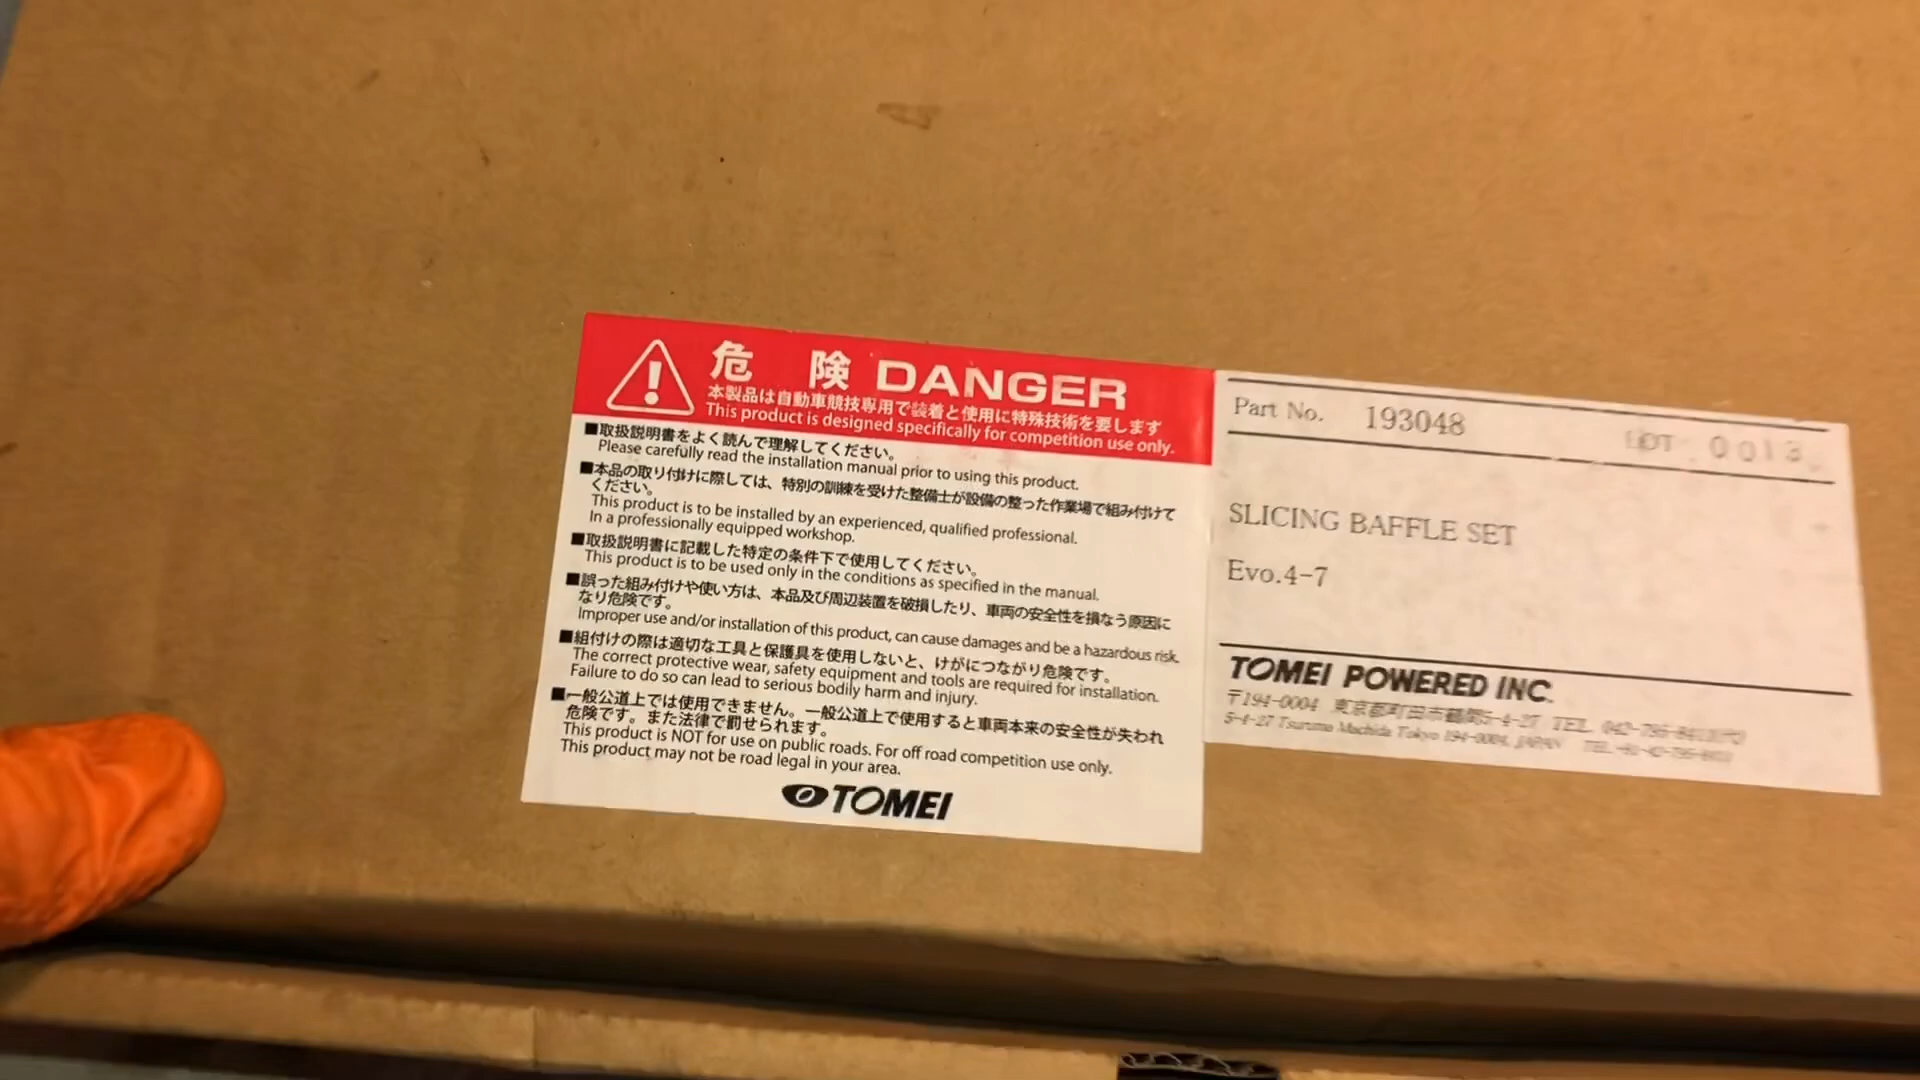 危 険 DANGER
本製品は自動車競技専用で装着と使用に特殊技術を要します
This product is designed specifically for competition use only.
■取扱説明書をよく読んで理解してください。
Please carefully read the installation manual prior to using this product.
■本品の取り付けに際しては、特別の訓練を受けた整備士が設備の整った作業場で組み付けて
ください。
This product is to be installed by an experienced, qualified professional.
In a professionally equipped workshop.
■取扱説明書に記載した特定の条件下で使用してください。
This product is to be used only in the conditions as specified in the manual.
■誤った組み付けや使い方は、本品及び周辺装置を破損したり、車両の安全性を損なう原因に
なり危険です。
Improper use and/or installation of this product, can cause damages and be a hazardous risk.
■組付けの際は適切な工具と保護具を使用しないと、けがにつながり危険です。
The correct protective wear, safety equipment and tools are required for installation.
Failure to do so can lead to serious bodily harm and injury.
■一般公道上では使用できません。一般公道上で使用すると車両本来の安全性が失われ
危険です。また法律で罰せられます。
This product is NOT for use on public roads. For off road competition use only.
This product may not be road legal in your area.
TOMEI
Part No. 193048
LOT 0013
SLICING BAFFLE SET
Evo.4-7
TOMEI POWERED INC.
〒194-0004 東京都町田市鶴間5-4-27 TEL
5-4-27 Tsuruma Machida Tokyo 194-0004, JAPAN